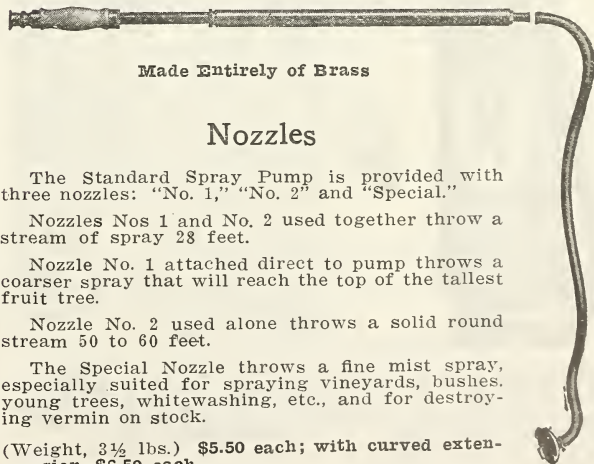 Made Entirely of Brass
Nozzles
The Standard Spray Pump is provided with
three nozzles: "No. 1," "No. 2" and "Special."
Nozzles Nos 1 and No. 2 used together throw a
stream of spray 28 feet.
Nozzle No. 1 attached direct to pump throws a
coarser spray that will reach the top of the tallest
fruit tree.
Nozzle No. 2 used alone throws a solid round
stream 50 to 60 feet.
The Special Nozzle throws a fine mist spray,
especially suited for spraying vineyards, bushes.
young trees, whitewashing, etc., and for destroy-
ing vermin on stock.
(Weight, 3½ lbs.) $5.50 each; with curved exten-
sion, $6.50 each